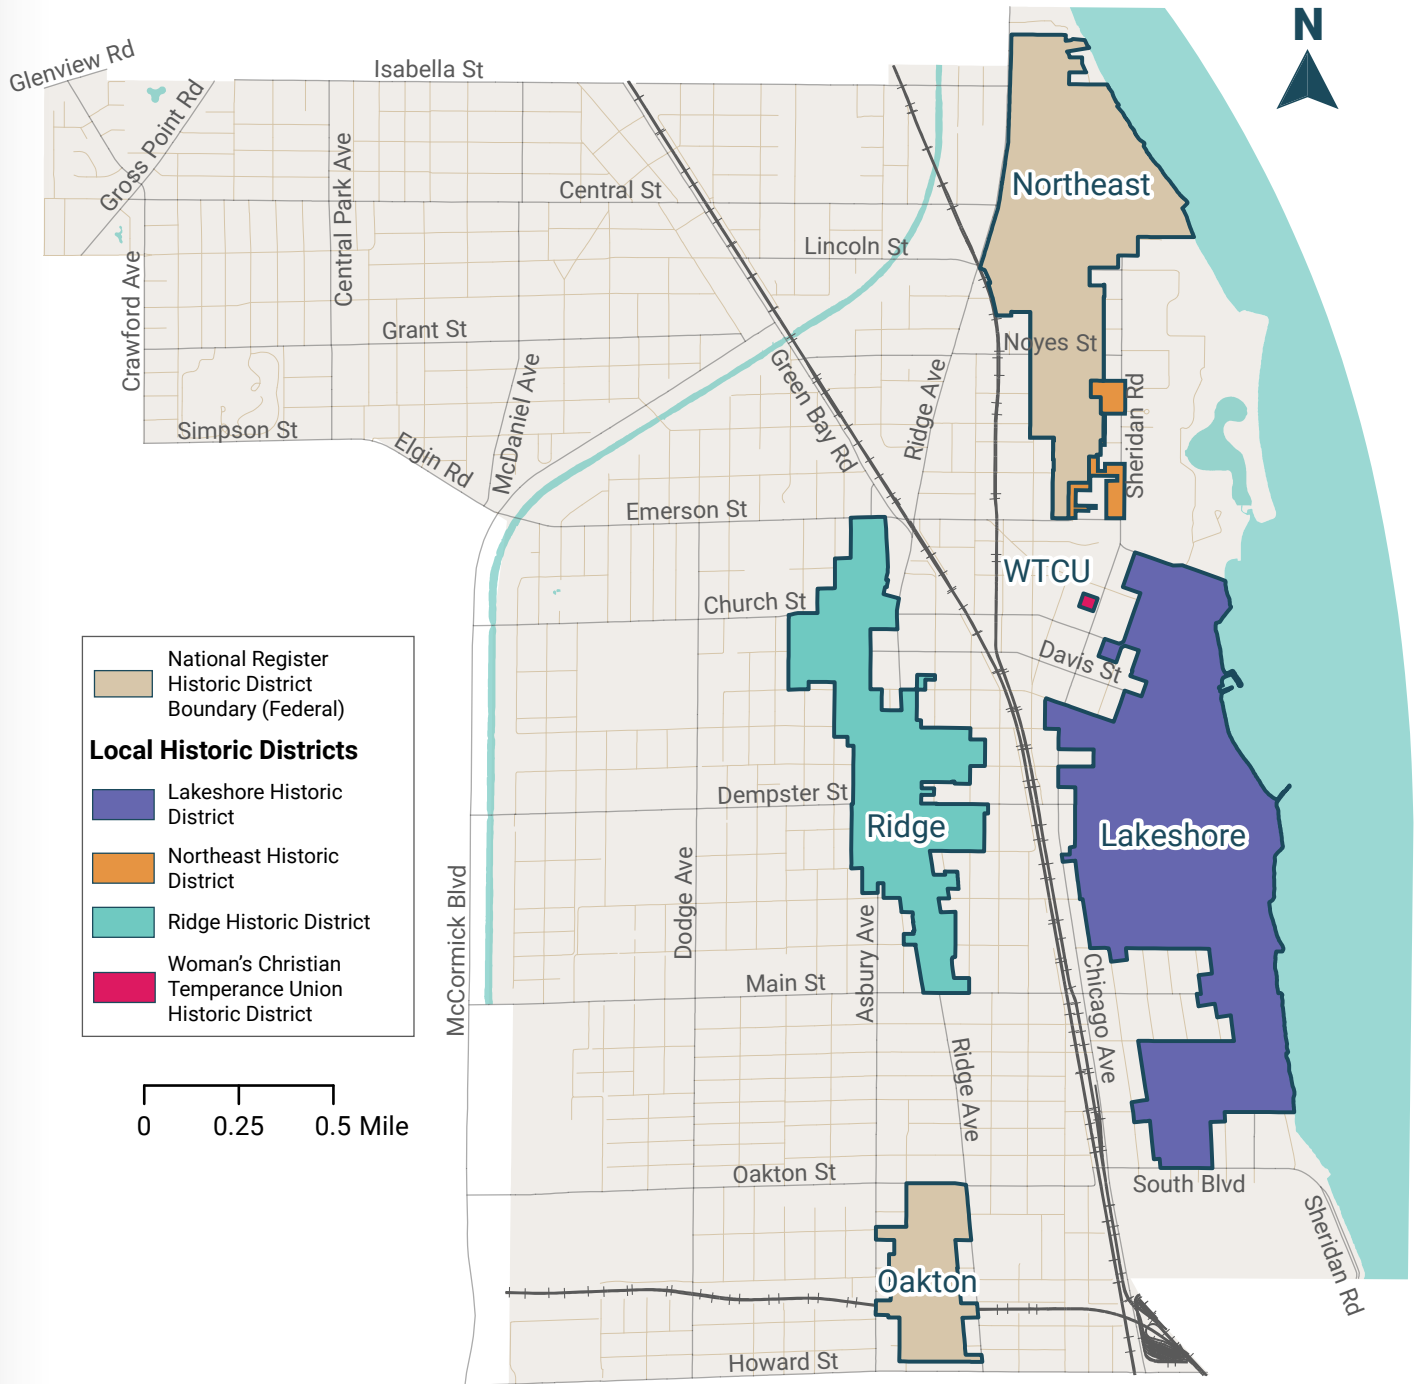 N
Glenview Rd
Gross Point Rd
Isabella St
Central Park Ave
Central St
Northeast
Lincoln St
Crawford Ave
Grant St
Noyes St
Green Bay Rd
Ridge Ave
McDaniel Ave
Sheridan Rd
Simpson St
Elgin Rd
Emerson St
WTCU
Church St
Davis St
National Register
Historic District
Boundary (Federal)
Local Historic Districts
Lakeshore Historic
District
Northeast Historic
District
Ridge Historic District
Woman’s Christian
Temperance Union
Historic District
Dempster St
Ridge
Lakeshore
McCormick Blvd
Dodge Ave
Asbury Ave
Main St
Chicago Ave
Ridge Ave
0
0.25
0.5 Mile
Oakton St
South Blvd
Sheridan Rd
Oakton
Howard St